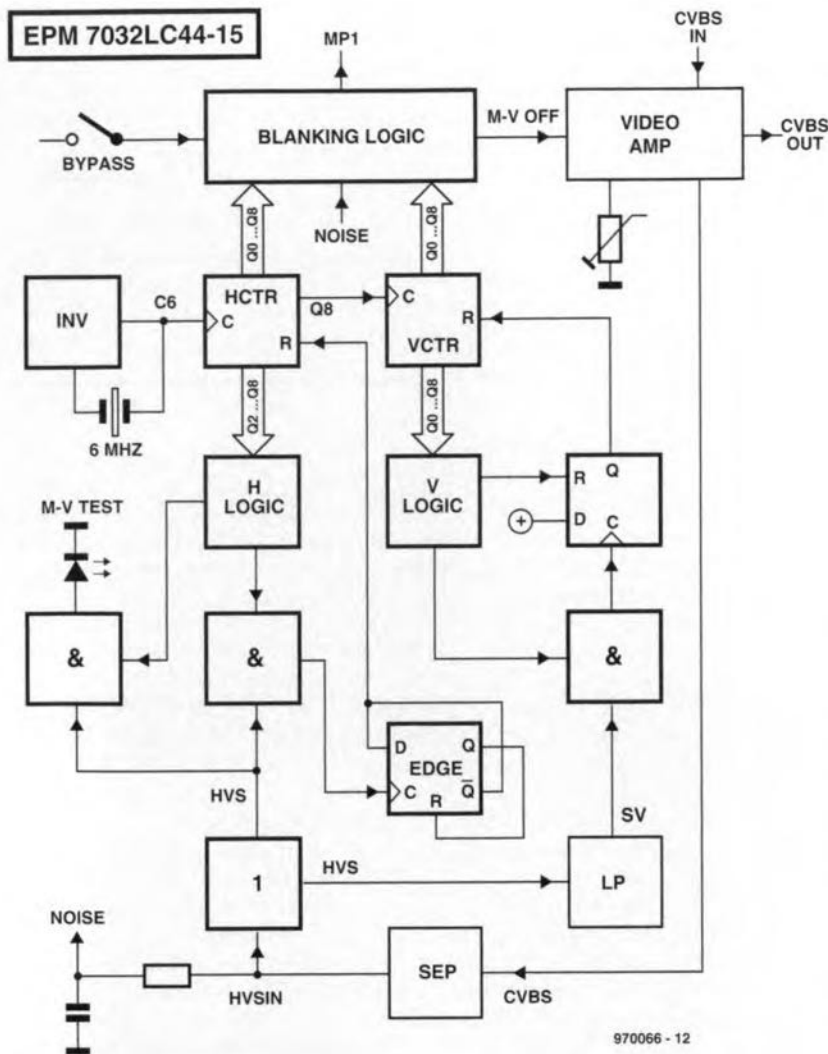 EPM 7032LC44-15
MP1
CVBS
IN
BYPASS
BLANKING LOGIC
M-V OFF
VIDEO
AMP
CVBS
OUT
Q0 ...Q8
NOISE
Q0 ...Q8
INV
C6
C
HCTR
R
Q8
C
VCTR
R
6 MHZ
Q2 ...Q8
Q0 ...Q8
M-V TEST
H
LOGIC
V
LOGIC
R
Q
D
C
+
&
&
&
D
Q
EDGE
C
R
Q
HVS
SV
1
HVS
LP
NOISE
HVSIN
SEP
CVBS
970066 - 12